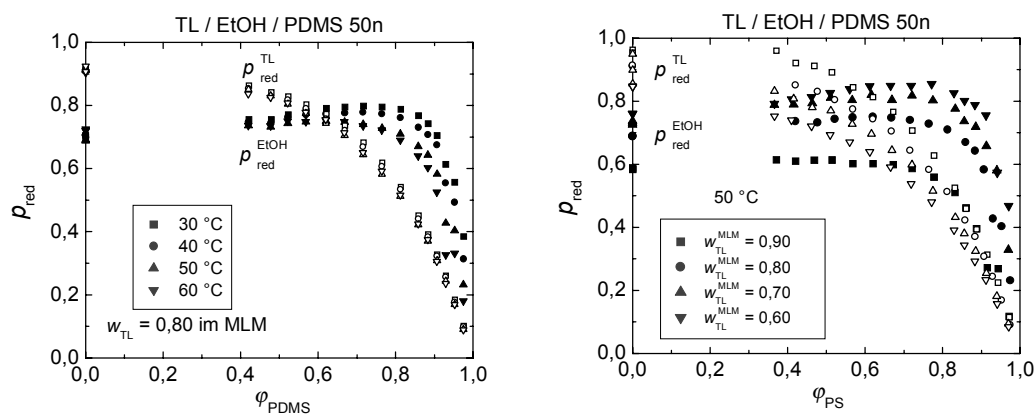 TL / EtOH / PDMS 50n
1,0
0,8
0,6
0,4
0,2
0,0
p_red
p_red^TL
p_red^EtOH
30 °C
40 °C
50 °C
60 °C
w_TL = 0,80 im MLM
0,0 0,2 0,4 0,6 0,8 1,0
φ_PDMS
TL / EtOH / PDMS 50n
1,0
0,8
0,6
0,4
0,2
0,0
p_red
p_red^TL
p_red^EtOH
50 °C
w_TL^MLM = 0,90
w_TL^MLM = 0,80
w_TL^MLM = 0,70
w_TL^MLM = 0,60
0,0 0,2 0,4 0,6 0,8 1,0
φ_PS